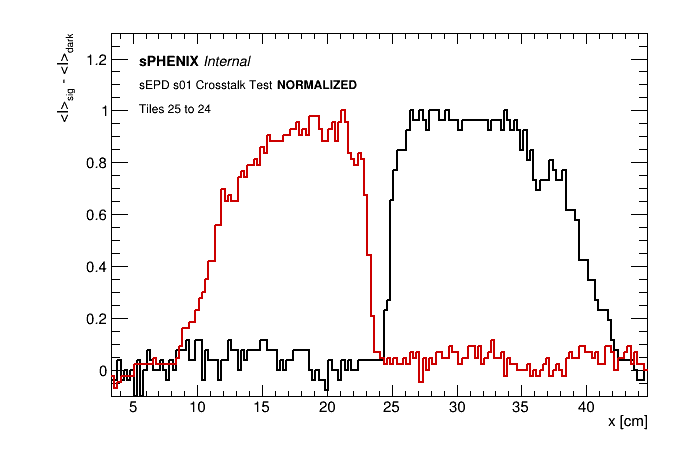 <I>sig - <I>dark
1.2
1
0.8
0.6
0.4
0.2
0
sPHENIX Internal
sEPD s01 Crosstalk Test NORMALIZED
Tiles 25 to 24
5 10 15 20 25 30 35 40
x [cm]